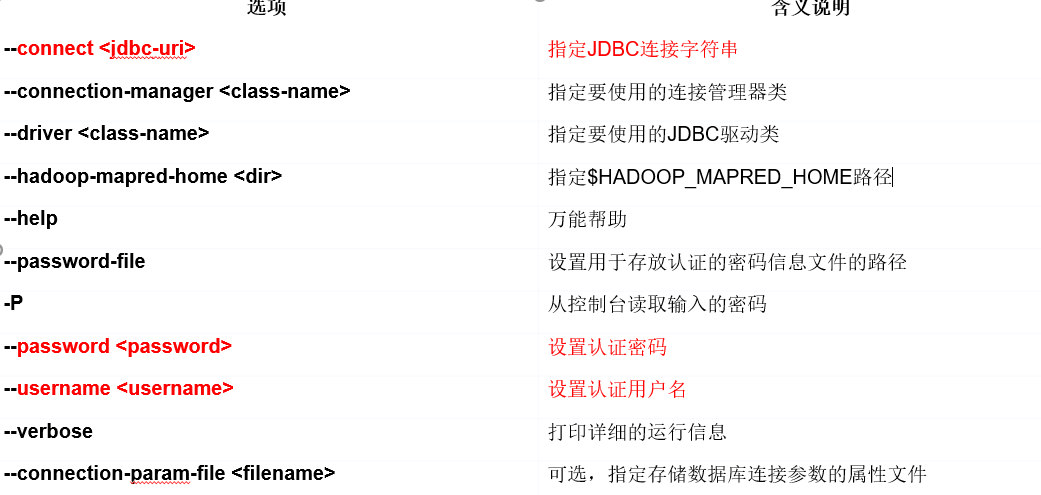 选项 含义说明
--connect <jdbc-uri> 指定JDBC连接字符串
--connection-manager <class-name> 指定要使用的连接管理器类
--driver <class-name> 指定要使用的JDBC驱动类
--hadoop-mapred-home <dir> 指定$HADOOP_MAPRED_HOME路径
--help 万能帮助
--password-file 设置用于存放认证的密码信息文件的路径
-P 从控制台读取输入的密码
--password <password> 设置认证密码
--username <username> 设置认证用户名
--verbose 打印详细的运行信息
--connection-param-file <filename> 可选，指定存储数据库连接参数的属性文件